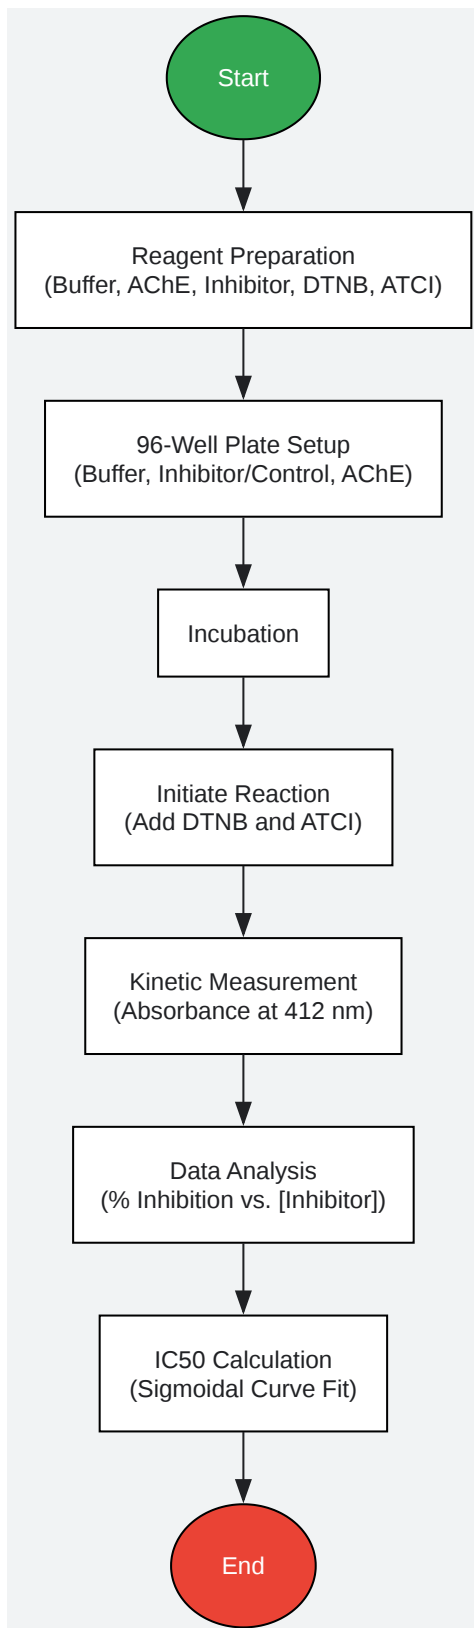 Start
Reagent Preparation
(Buffer, AChE, Inhibitor, DTNB, ATCI)
96-Well Plate Setup
(Buffer, Inhibitor/Control, AChE)
Incubation
Initiate Reaction
(Add DTNB and ATCI)
Kinetic Measurement
(Absorbance at 412 nm)
Data Analysis
(% Inhibition vs. [Inhibitor])
IC50 Calculation
(Sigmoidal Curve Fit)
End